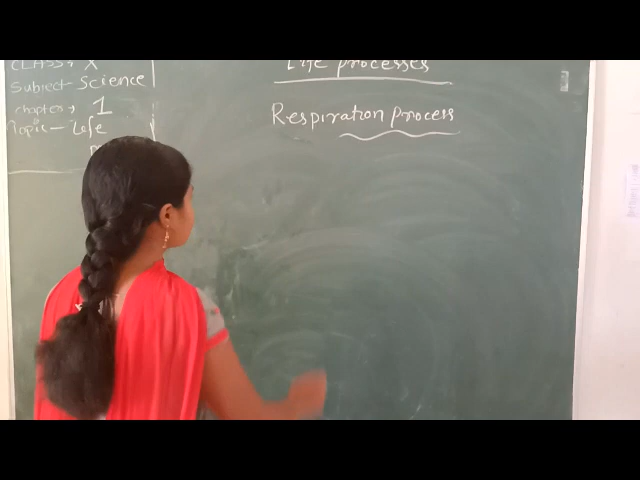 CLASS, X
Subject- Science
chapter, 1
Topic - Life
Life processes
Respiration process